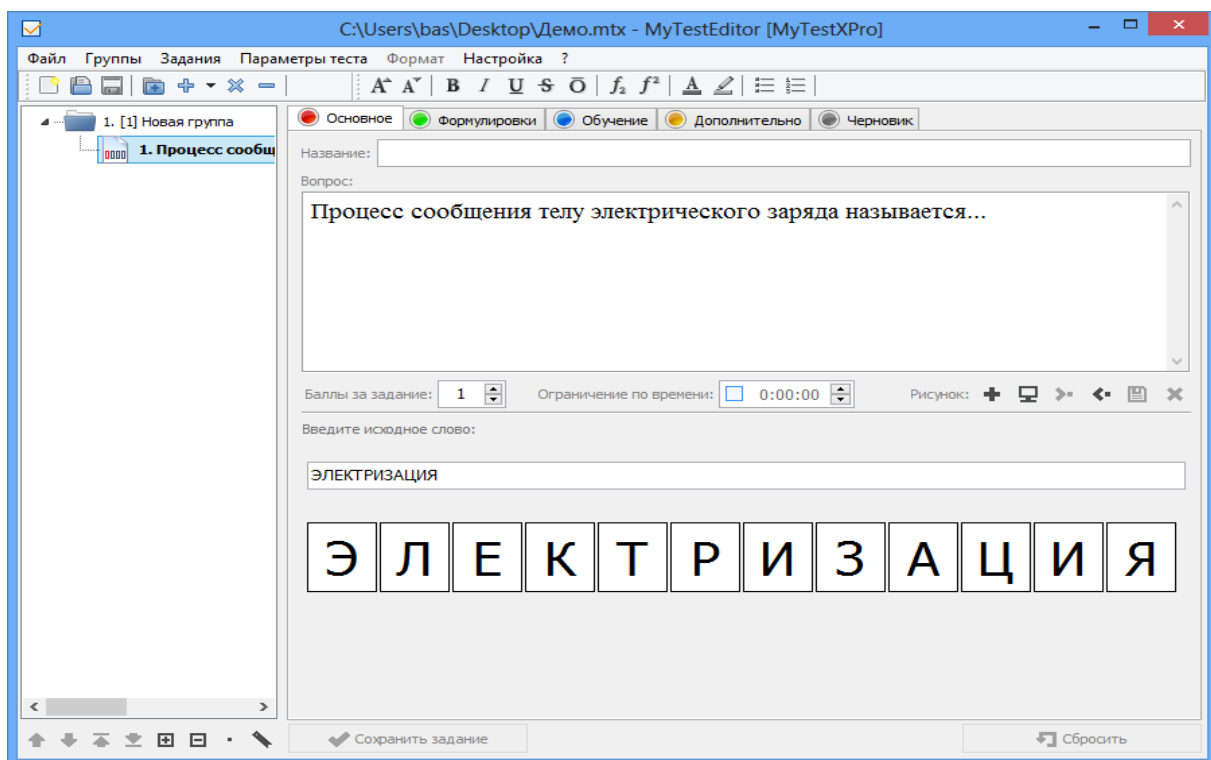 C:\Users\bas\Desktop\Демо.mtx - MyTestEditor [MyTestXPro]
Файл Группы Задания Параметры теста Формат Настройка ?
A A B I U S O f₂ f² A
1. [1] Новая группа
1. Процесс сообщ
Основное Формулировки Обучение Дополнительно Черновик
Название:
Вопрос:
Процесс сообщения телу электрического заряда называется...
Баллы за задание: 1 Ограничение по времени: 0:00:00 Рисунок:
Введите исходное слово:
ЭЛЕКТРИЗАЦИЯ
Э Л Е К Т Р И З А Ц И Я
Сохранить задание Сбросить